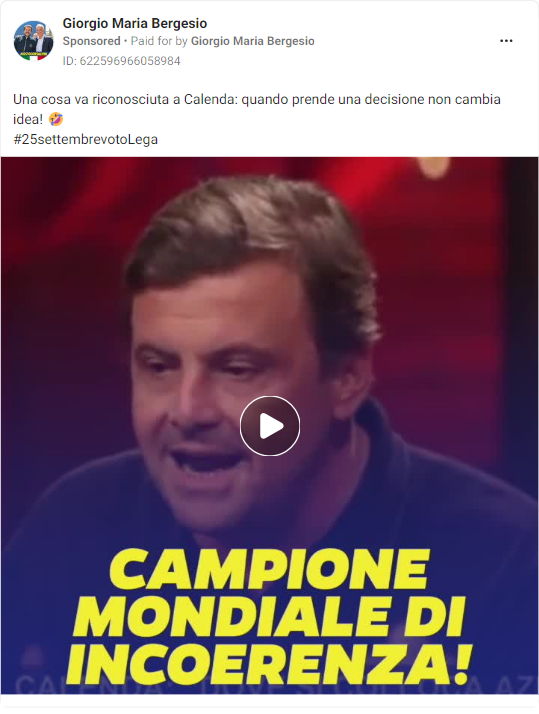 Giorgio Maria Bergesio
Sponsored • Paid for by Giorgio Maria Bergesio
ID: 622596966058984
Una cosa va riconosciuta a Calenda: quando prende una decisione non cambia
idea! 🤣
#25settembrevotoLega
CAMPIONE
MONDIALE DI
INCOERENZA!
CALENDA